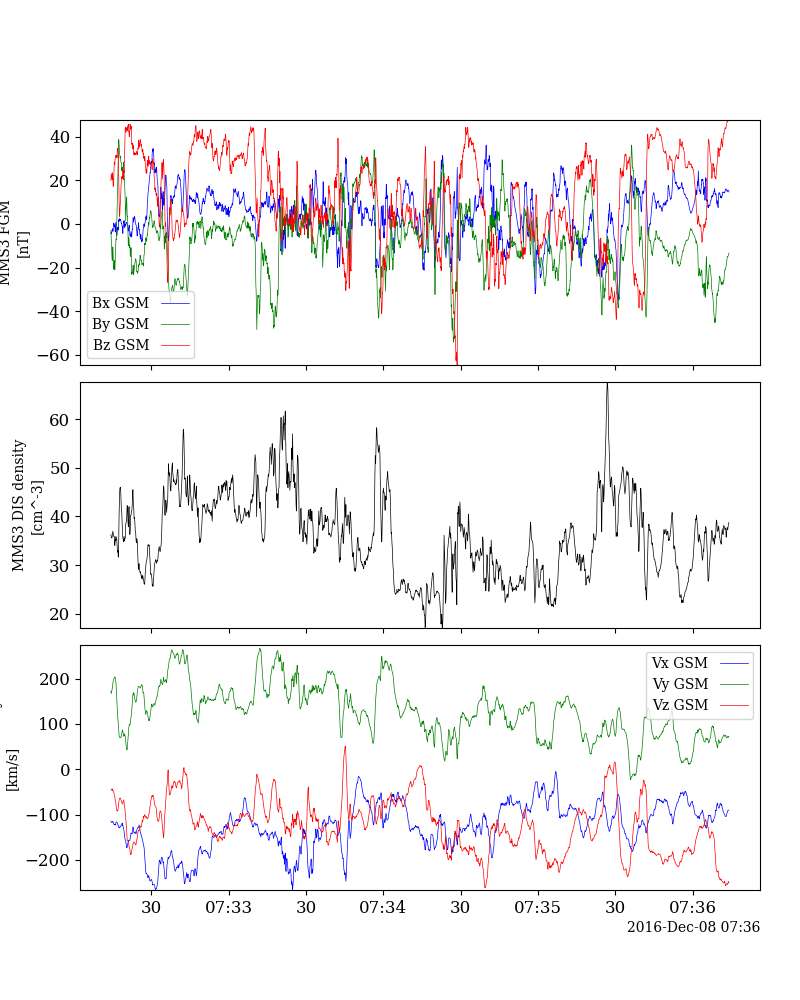 40
20
0
−20
−40
−60
MMS3 FGM
[nT]
Bx GSM
By GSM
Bz GSM
60
50
40
30
20
MMS3 DIS density
[cm^-3]
200
100
0
−100
−200
[km/s]
Vx GSM
Vy GSM
Vz GSM
30 07:33 30 07:34 30 07:35 30 07:36
2016-Dec-08 07:36